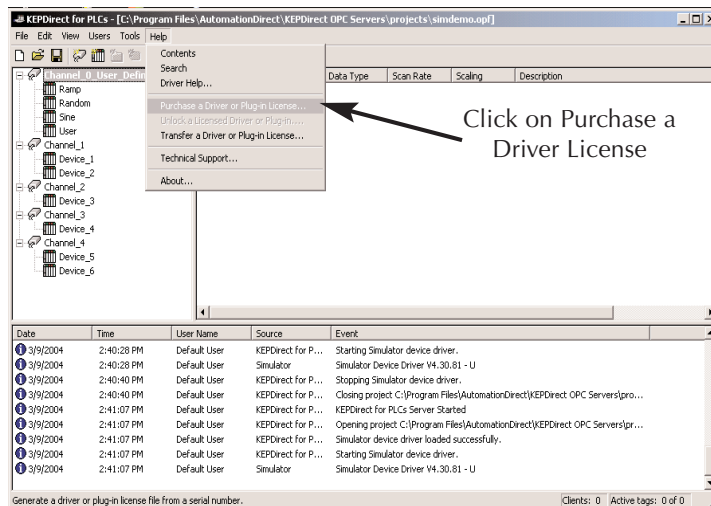 KEPDirect for PLCs - [C:\Program Files\AutomationDirect\KEPDirect OPC Servers\projects\simdemo.opf]
File Edit View Users Tools Help
Contents
Search
Driver Help...
Purchase a Driver or Plug-in License...
Unlock a Licensed Driver or Plug-in....
Transfer a Driver or Plug-in License...
Technical Support...
About...
Data Type Scan Rate Scaling Description
Click on Purchase a
Driver License
Channel_0_User_Defin
Ramp
Random
Sine
User
Channel_1
Device_1
Device_2
Channel_2
Device_3
Channel_3
Device_4
Channel_4
Device_5
Device_6
Date Time User Name Source Event
3/9/2004 2:40:28 PM Default User KEPDirect for P... Starting Simulator device driver.
3/9/2004 2:40:28 PM Default User Simulator Simulator Device Driver V4.30.81 - U
3/9/2004 2:40:40 PM Default User KEPDirect for P... Stopping Simulator device driver.
3/9/2004 2:40:40 PM Default User KEPDirect for P... Closing project C:\Program Files\AutomationDirect\KEPDirect OPC Servers\pro...
3/9/2004 2:41:07 PM Default User KEPDirect for P... KEPDirect for PLCs Server Started
3/9/2004 2:41:07 PM Default User KEPDirect for P... Opening project C:\Program Files\AutomationDirect\KEPDirect OPC Servers\pr...
3/9/2004 2:41:07 PM Default User KEPDirect for P... Simulator device driver loaded successfully.
3/9/2004 2:41:07 PM Default User KEPDirect for P... Starting Simulator device driver.
3/9/2004 2:41:07 PM Default User Simulator Simulator Device Driver V4.30.81 - U
Generate a driver or plug-in license file from a serial number. Clients: 0 Active tags: 0 of 0